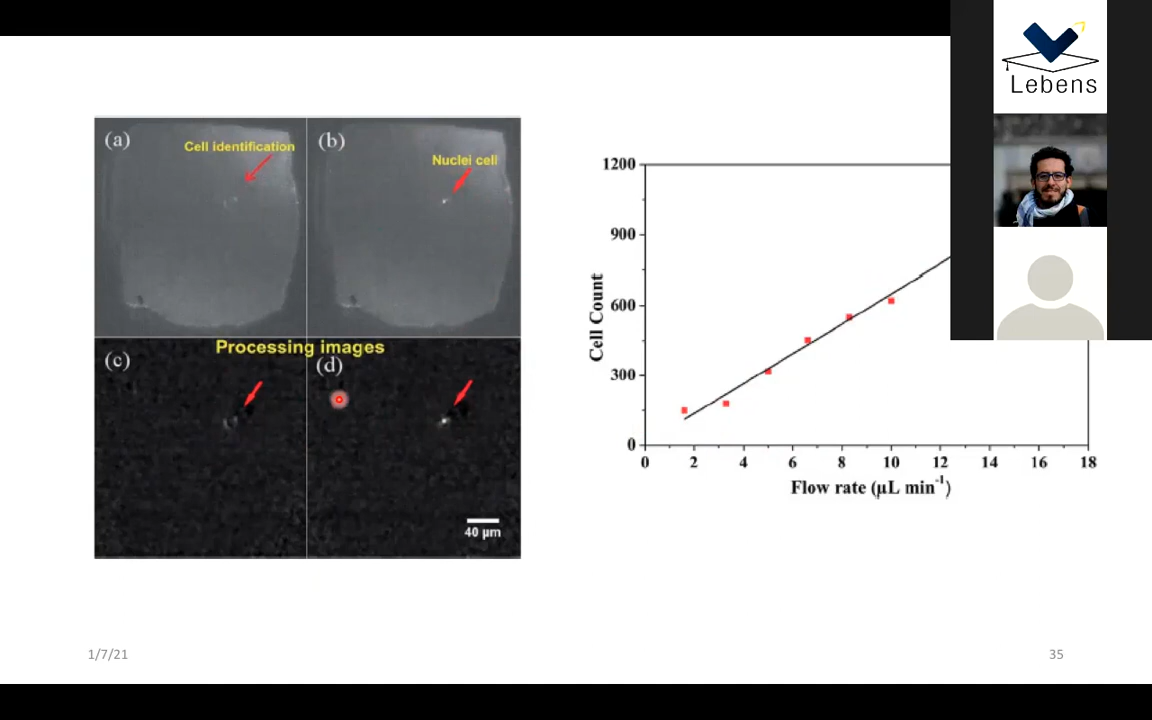 Lebens
(a)
Cell identification
(b)
Nuclei cell
Processing images
(c)
(d)
40 µm
1200
900
600
300
0
Cell Count
0 2 4 6 8 10 12 14 16 18
Flow rate (µL min-1)
1/7/21
35